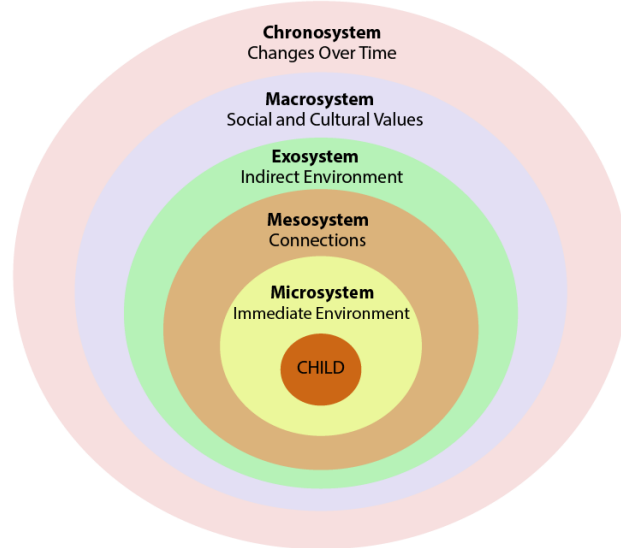 Chronosystem
Changes Over Time
Macrosystem
Social and Cultural Values
Exosystem
Indirect Environment
Mesosystem
Connections
Microsystem
Immediate Environment
CHILD